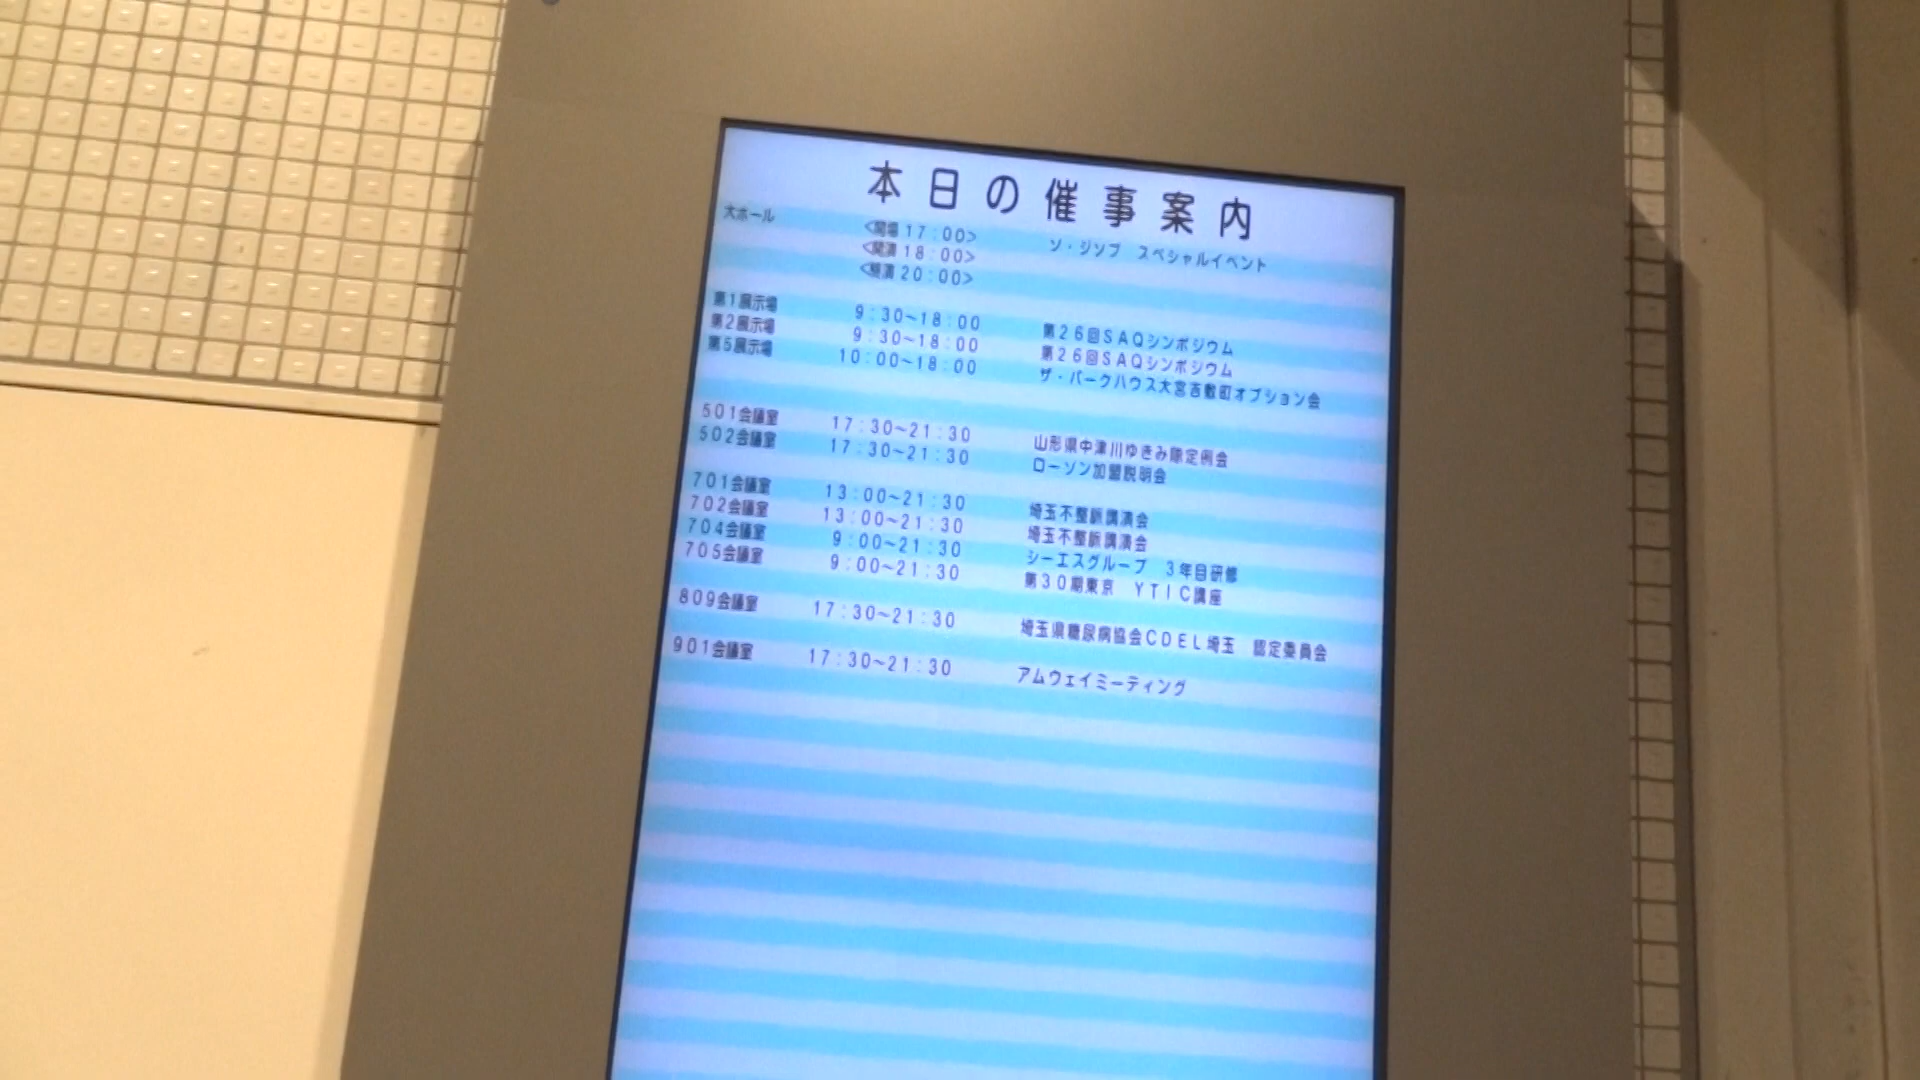 本日の催事案内
大ホール <開場 17:00> ソ・ジソブ スペシャルイベント
<開演 18:00>
<終演 20:00>
第1展示場 9:30~18:00 第26回SAQシンポジウム
第2展示場 9:30~18:00 第26回SAQシンポジウム
第5展示場 10:00~18:00 ザ・パークハウス大宮吉敷町オプション会
501会議室 17:30~21:30 山形県中津川ゆきみ隊定例会
502会議室 17:30~21:30 ローソン加盟説明会
701会議室 13:00~21:30 埼玉不整脈講演会
702会議室 13:00~21:30 埼玉不整脈講演会
704会議室 9:00~21:30 シーエスグループ 3年目研修
705会議室 9:00~21:30 第30期東京 YTIC講座
809会議室 17:30~21:30 埼玉県糖尿病協会CDEL埼玉 認定委員会
901会議室 17:30~21:30 アムウェイミーティング